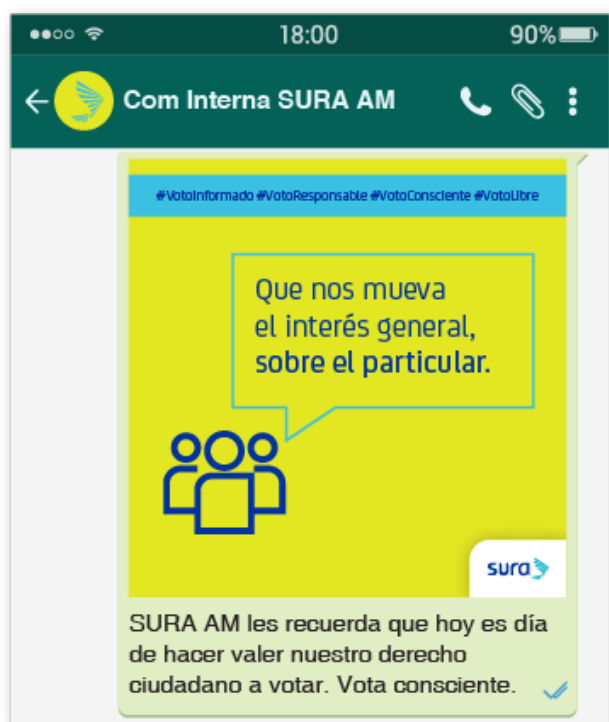 18:00
90%
Com Interna SURA AM
#VotoInformado #VotoResponsable #VotoConsciente #VotoLibre
Que nos mueva
el interés general,
sobre el particular.
sura
SURA AM les recuerda que hoy es día
de hacer valer nuestro derecho
ciudadano a votar. Vota consciente.